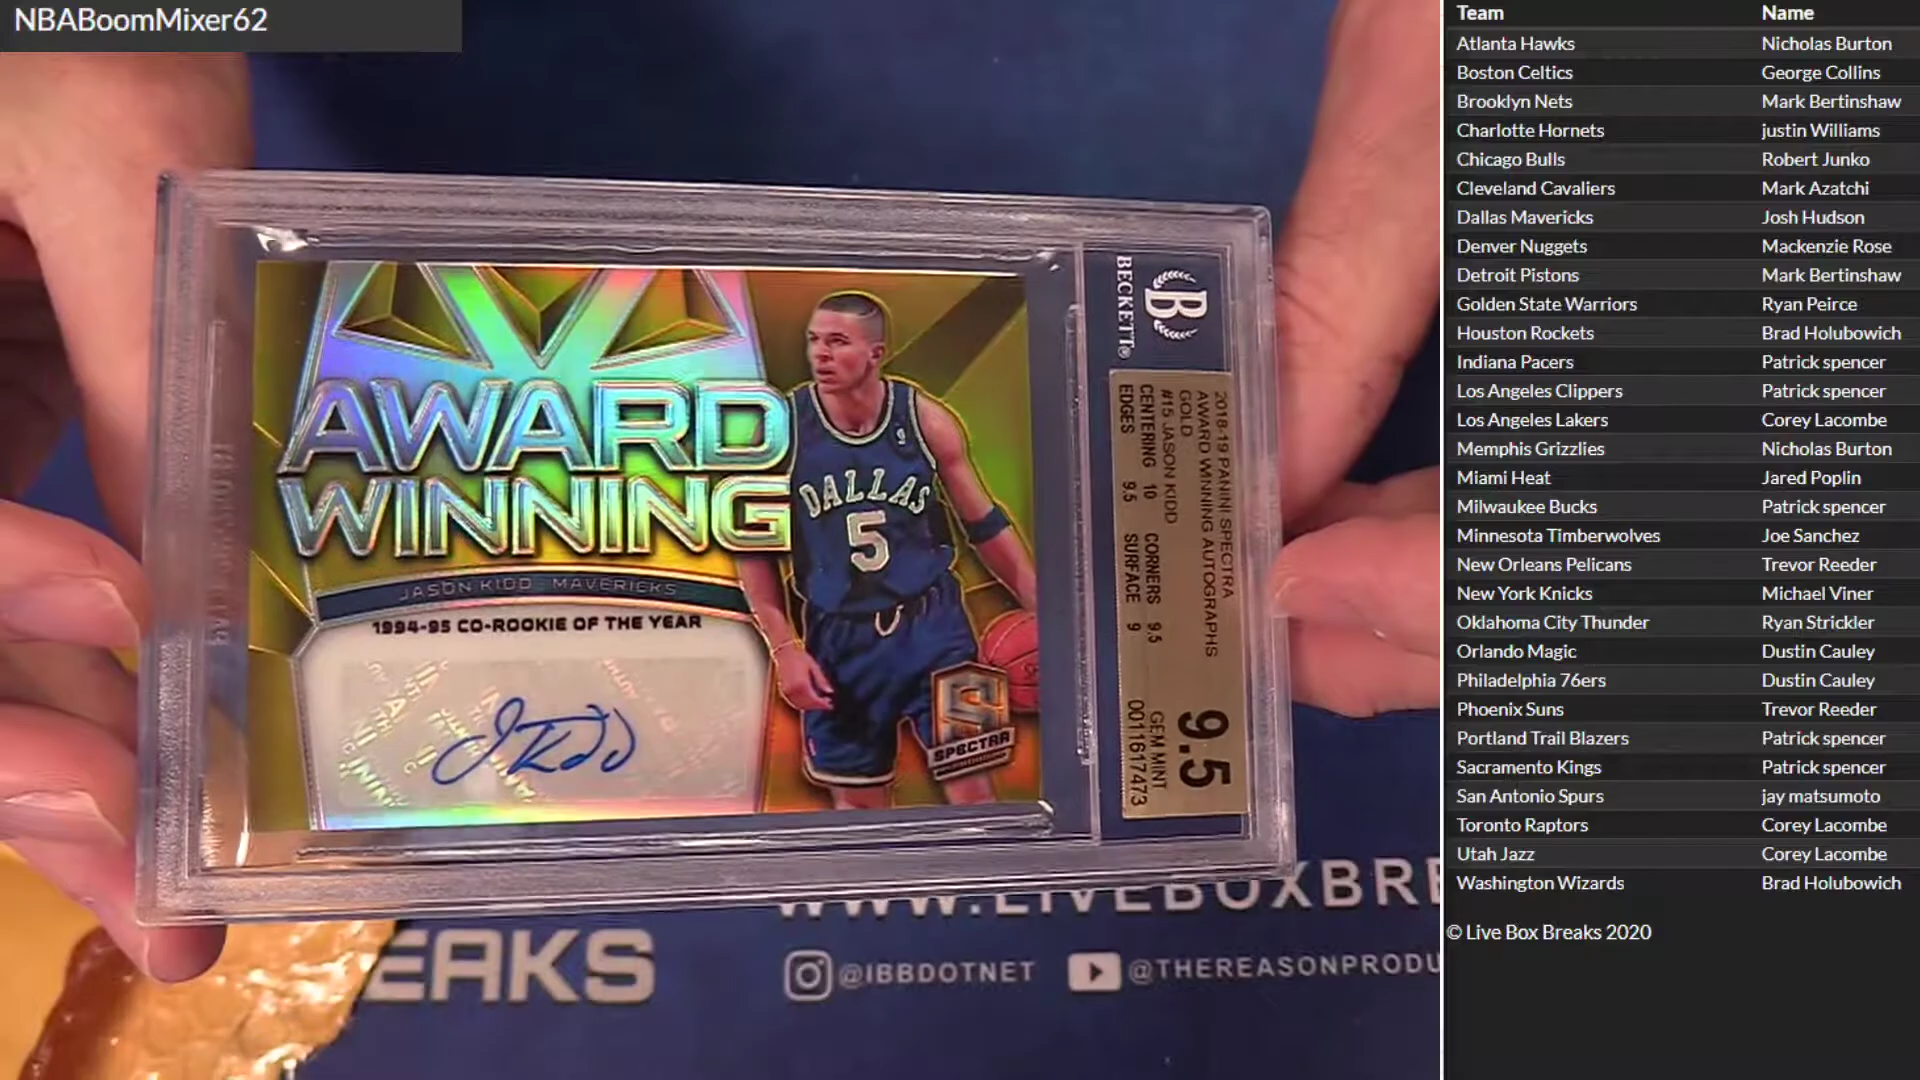 NBABoomMixer62
AWARD
WINNING
JASON KIDD - MAVERICKS
1994-95 CO-ROOKIE OF THE YEAR
DALLAS
5
SPECTRA
BECKETT
B
2018-19 PANINI SPECTRA
AWARD WINNING AUTOGRAPHS
GOLD
#15 JASON KIDD
CENTERING 10 CORNERS 9.5
EDGES 9.5 SURFACE 9
9.5
GEM MINT
0011617473
WWW.LIVEBOXBRE
EAKS
@IBBDOTNET @THEREASONPRODU
Team Name
Atlanta Hawks Nicholas Burton
Boston Celtics George Collins
Brooklyn Nets Mark Bertinshaw
Charlotte Hornets justin Williams
Chicago Bulls Robert Junko
Cleveland Cavaliers Mark Azatchi
Dallas Mavericks Josh Hudson
Denver Nuggets Mackenzie Rose
Detroit Pistons Mark Bertinshaw
Golden State Warriors Ryan Peirce
Houston Rockets Brad Holubowich
Indiana Pacers Patrick spencer
Los Angeles Clippers Patrick spencer
Los Angeles Lakers Corey Lacombe
Memphis Grizzlies Nicholas Burton
Miami Heat Jared Poplin
Milwaukee Bucks Patrick spencer
Minnesota Timberwolves Joe Sanchez
New Orleans Pelicans Trevor Reeder
New York Knicks Michael Viner
Oklahoma City Thunder Ryan Strickler
Orlando Magic Dustin Cauley
Philadelphia 76ers Dustin Cauley
Phoenix Suns Trevor Reeder
Portland Trail Blazers Patrick spencer
Sacramento Kings Patrick spencer
San Antonio Spurs jay matsumoto
Toronto Raptors Corey Lacombe
Utah Jazz Corey Lacombe
Washington Wizards Brad Holubowich
© Live Box Breaks 2020